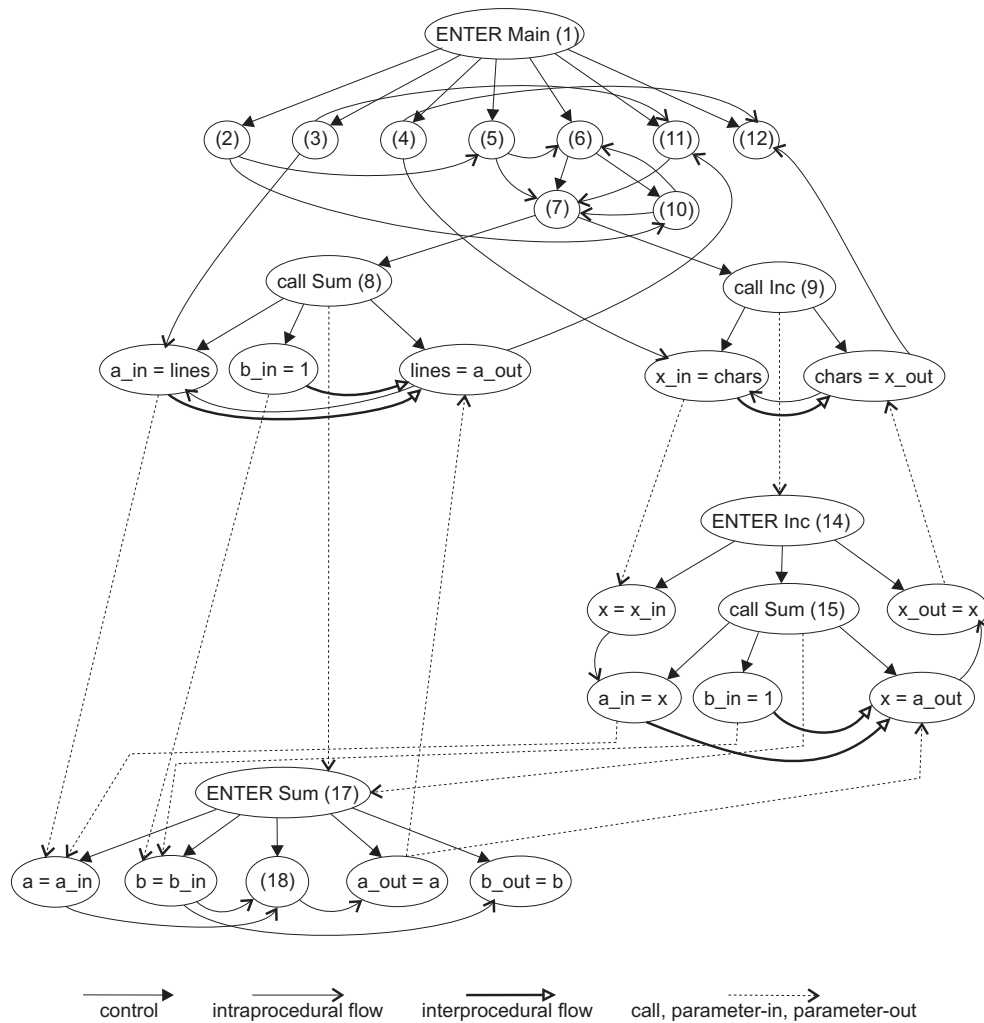 ENTER Main (1)
(2) (3) (4) (5) (6) (11) (12)
(7) (10)
call Sum (8) call Inc (9)
a_in = lines b_in = 1 lines = a_out x_in = chars chars = x_out
ENTER Inc (14)
x = x_in call Sum (15) x_out = x
a_in = x b_in = 1 x = a_out
ENTER Sum (17)
a = a_in b = b_in (18) a_out = a b_out = b
control intraprocedural flow interprocedural flow call, parameter-in, parameter-out